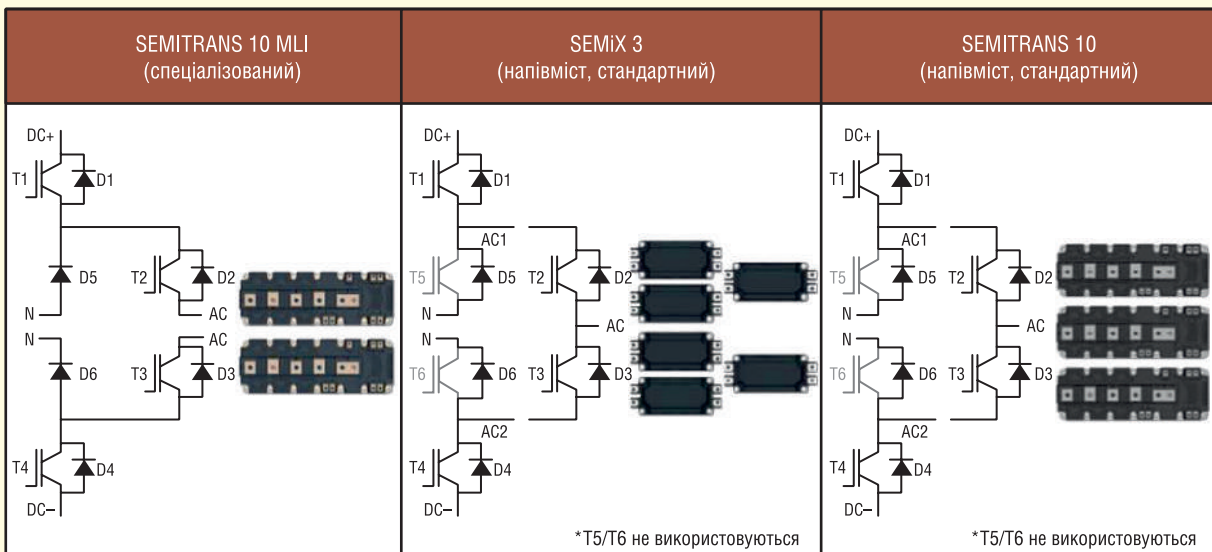 SEMITRANS 10 MLI
(спеціалізований)
SEMiX 3
(напівміст, стандартний)
SEMITRANS 10
(напівміст, стандартний)
DC+
T1
D1
D5
T2
D2
N
AC
N
AC
D6
T3
D3
T4
D4
DC–
DC+
T1
D1
AC1
T5
D5
T2
D2
N
AC
N
T6
D6
T3
D3
AC2
T4
D4
DC–
*T5/T6 не використовуються
DC+
T1
D1
AC1
T5
D5
T2
D2
N
AC
N
T6
D6
T3
D3
AC2
T4
D4
DC–
*T5/T6 не використовуються